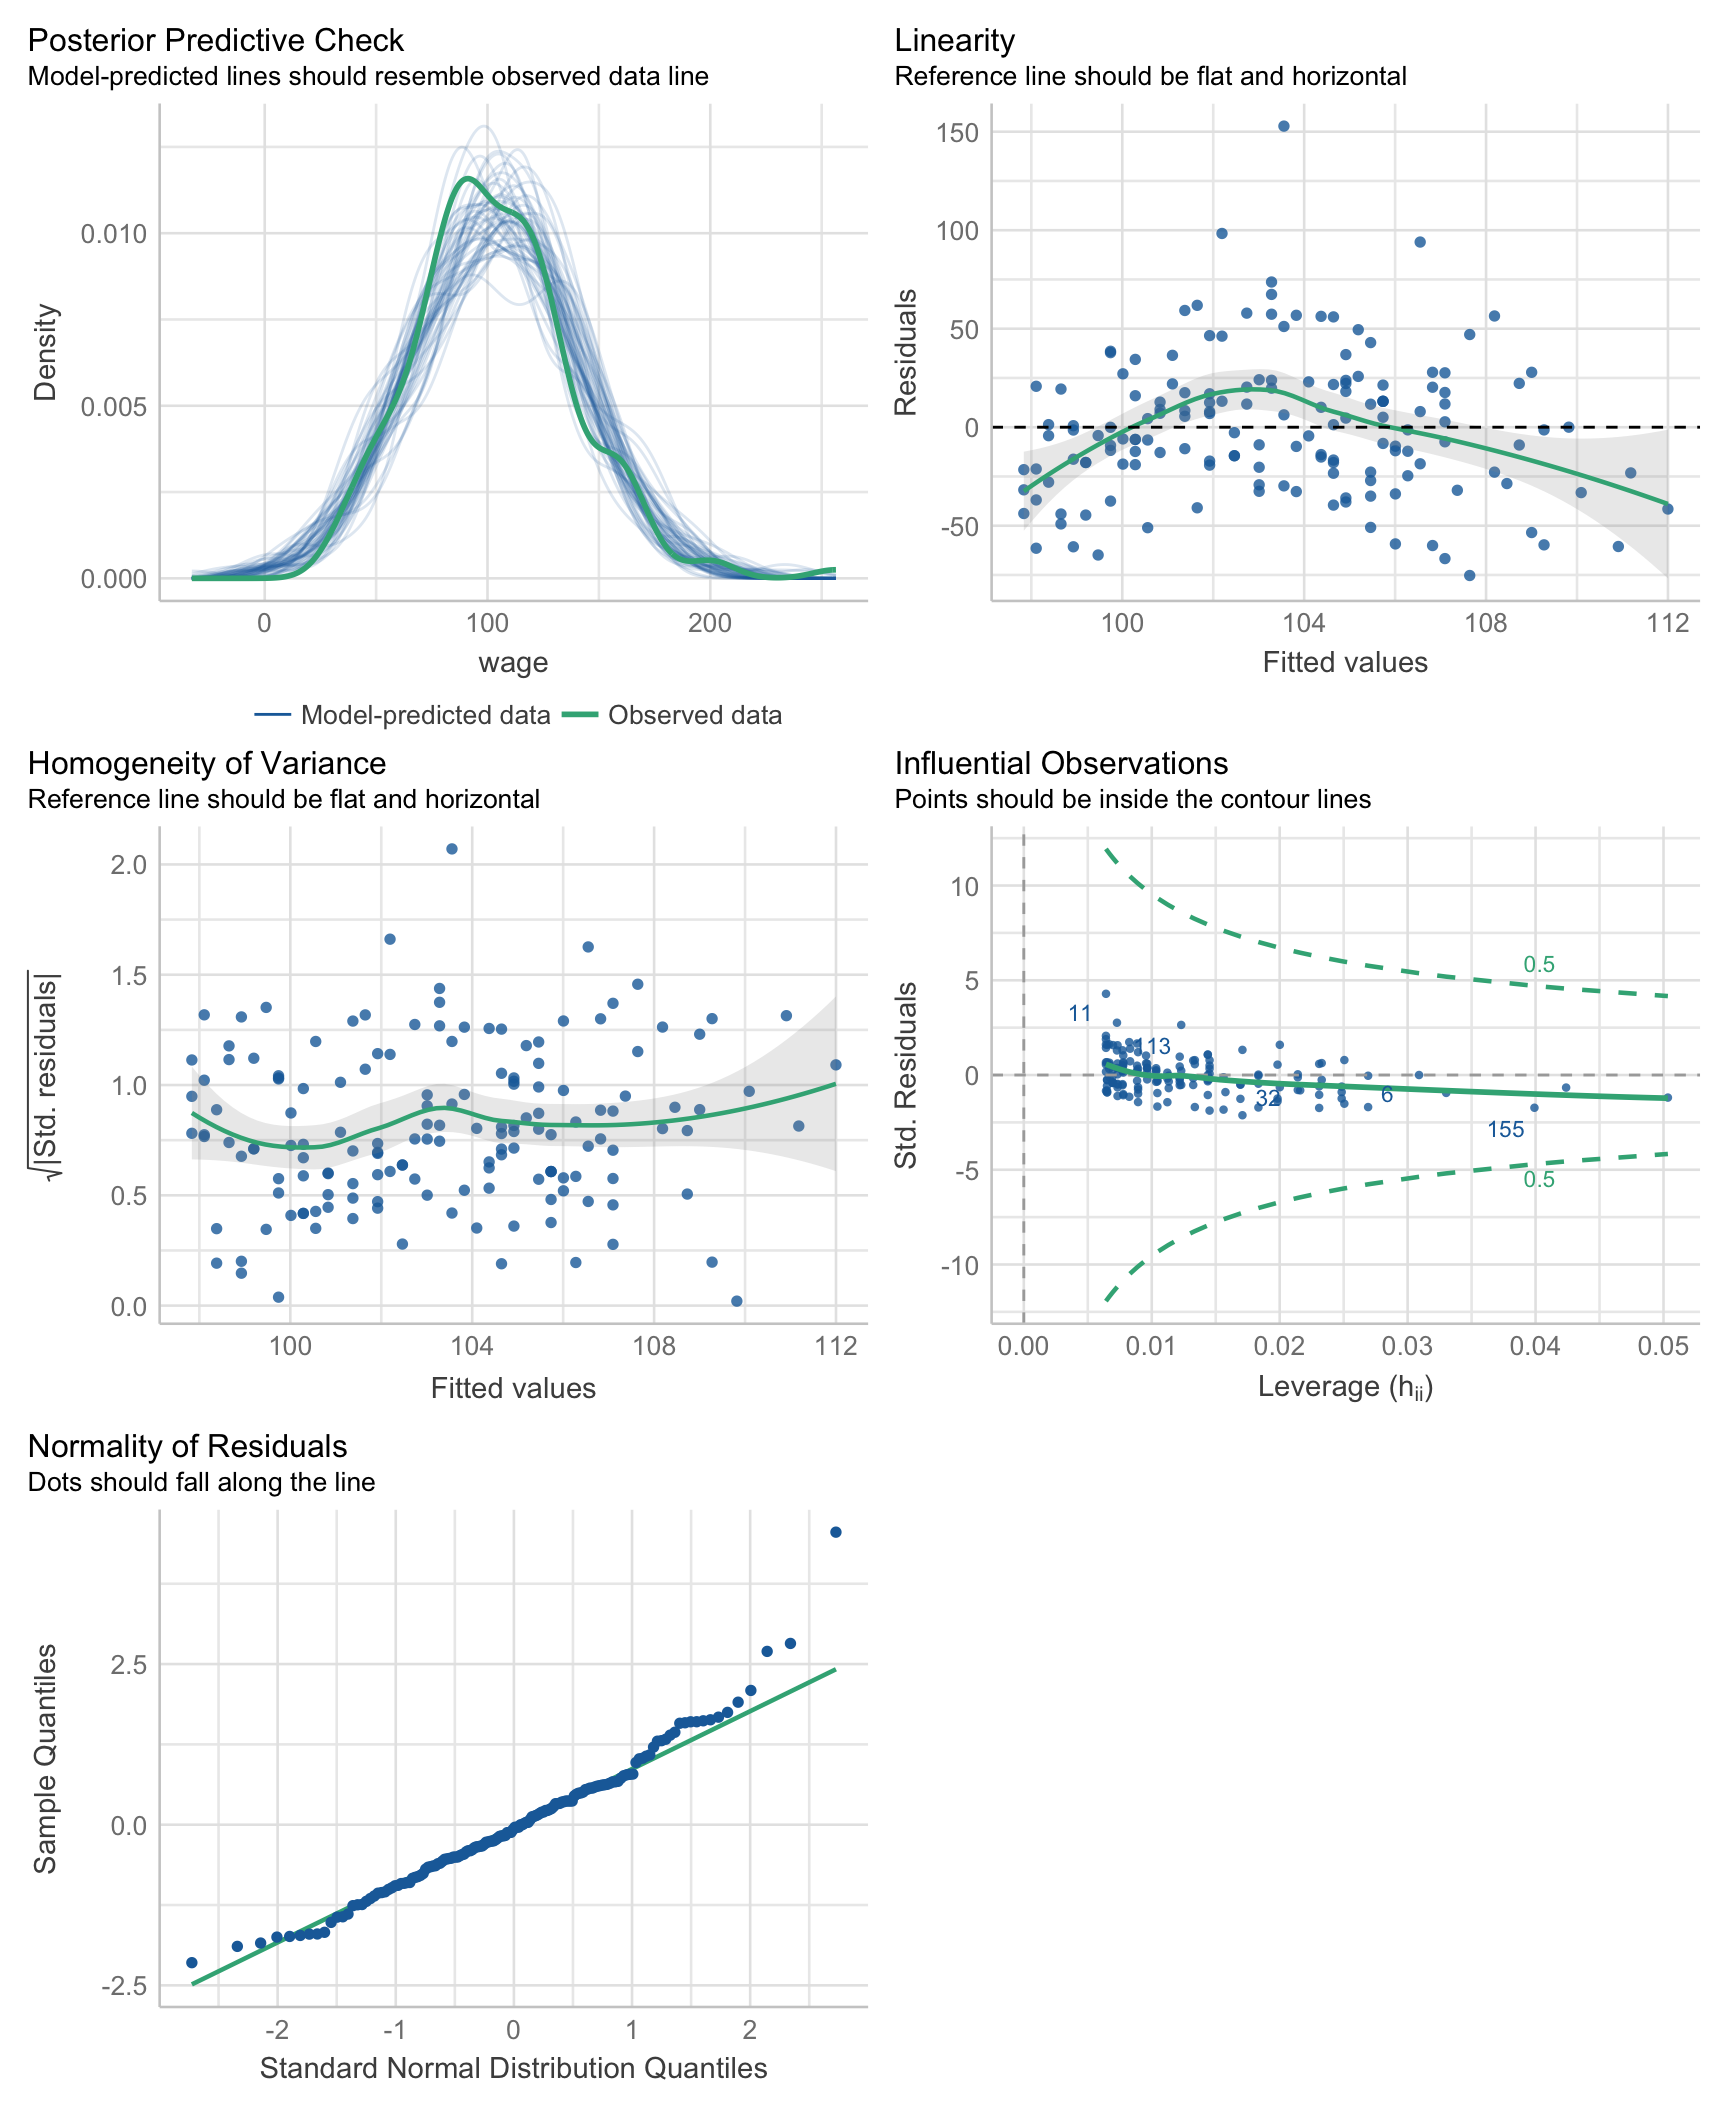 Posterior Predictive Check
Model-predicted lines should resemble observed data line
Density
0.010
0.005
0.000
0 100 200
wage
Model-predicted data Observed data
Linearity
Reference line should be flat and horizontal
Residuals
150
100
50
0
-50
100 104 108 112
Fitted values
Homogeneity of Variance
Reference line should be flat and horizontal
√|Std. residuals|
2.0
1.5
1.0
0.5
0.0
100 104 108 112
Fitted values
Influential Observations
Points should be inside the contour lines
Std. Residuals
10
5
0
-5
-10
0.5
11
113
32
6
155
0.5
0.00 0.01 0.02 0.03 0.04 0.05
Leverage (hii)
Normality of Residuals
Dots should fall along the line
Sample Quantiles
2.5
0.0
-2.5
-2 -1 0 1 2
Standard Normal Distribution Quantiles